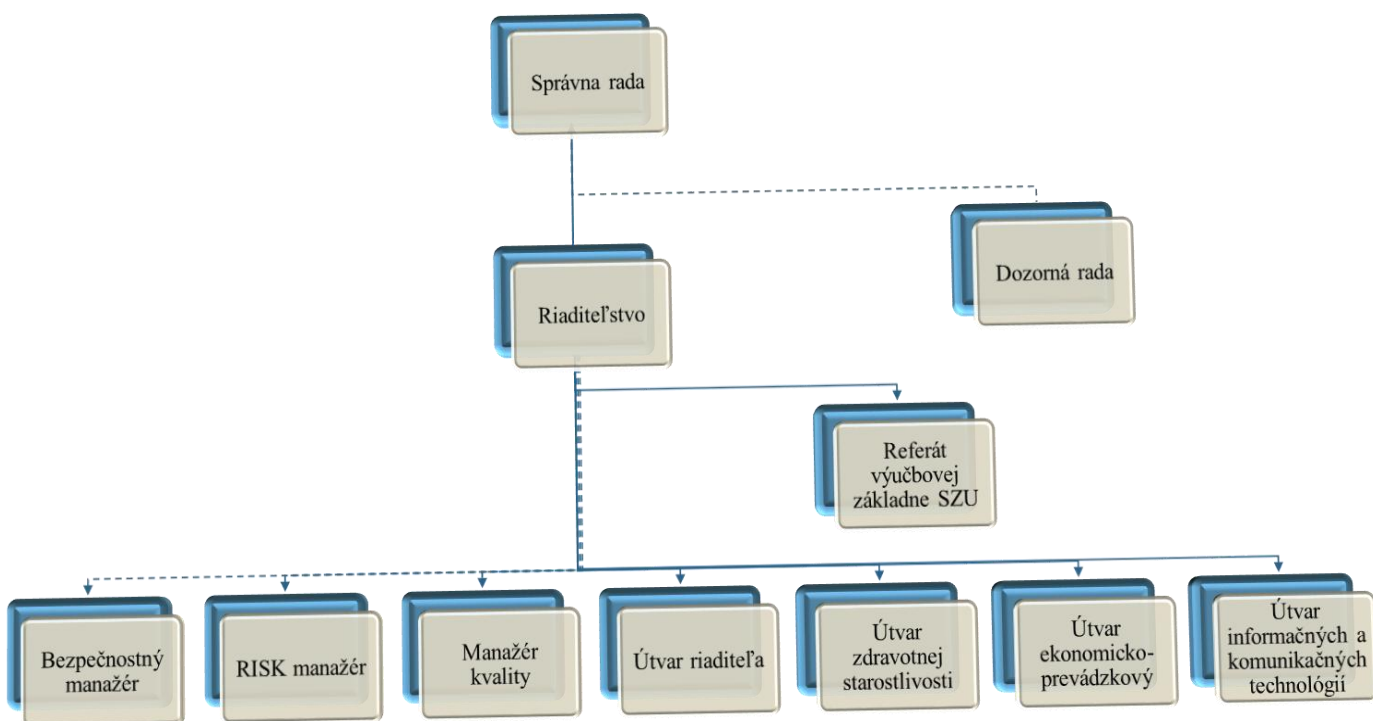 Správna rada
Dozorná rada
Riaditeľstvo
Referát
výučbovej
základne SZU
Bezpečnostný
manažér
RISK manažér
Manažér
kvality
Útvar riaditeľa
Útvar
zdravotnej
starostlivosti
Útvar
ekonomicko-
prevádzkový
Útvar
informačných a
komunikačných
technológií